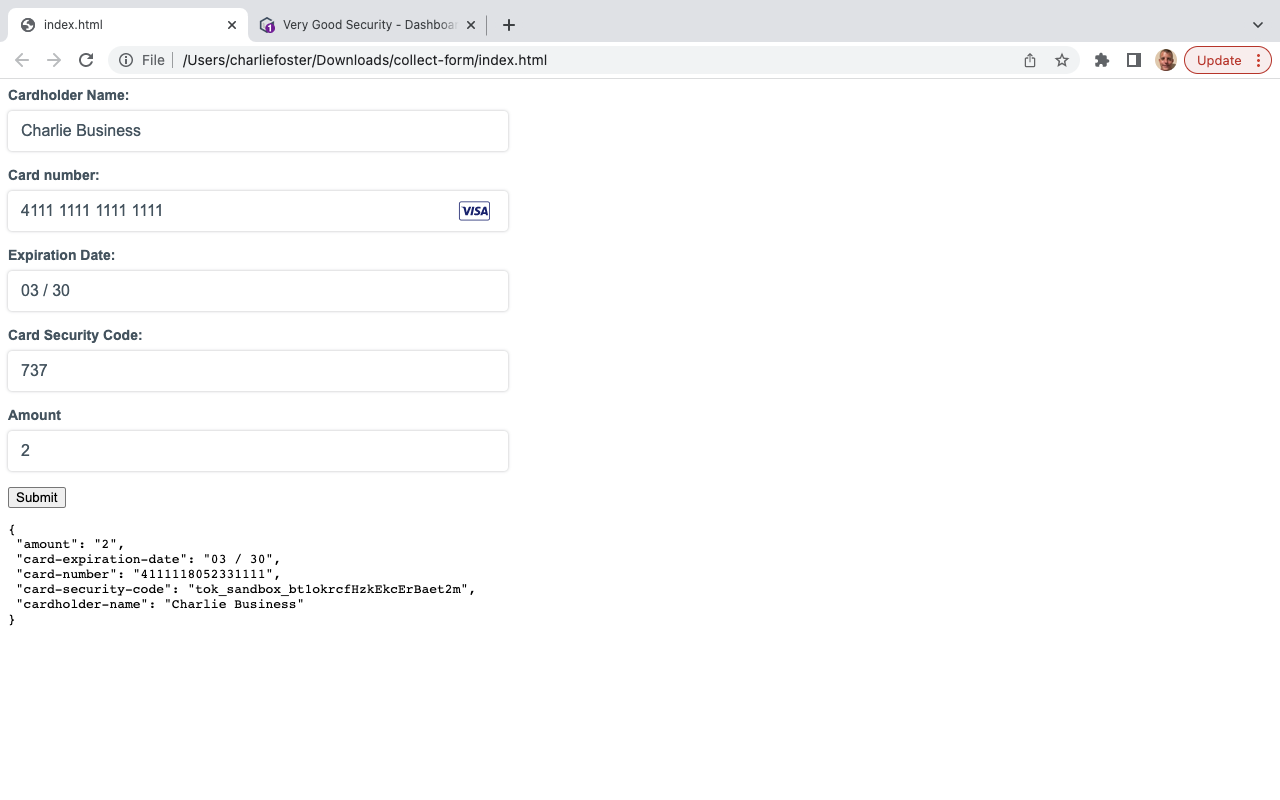 index.html
Very Good Security - Dashboar
File
/Users/charliefoster/Downloads/collect-form/index.html
Update
Cardholder Name:
Charlie Business
Card number:
4111 1111 1111 1111
VISA
Expiration Date:
03 / 30
Card Security Code:
737
Amount
2
Submit
{
"amount": "2",
"card-expiration-date": "03 / 30",
"card-number": "4111118052331111",
"card-security-code": "tok_sandbox_bt1okrcfHzkEkcErBaet2m",
"cardholder-name": "Charlie Business"
}